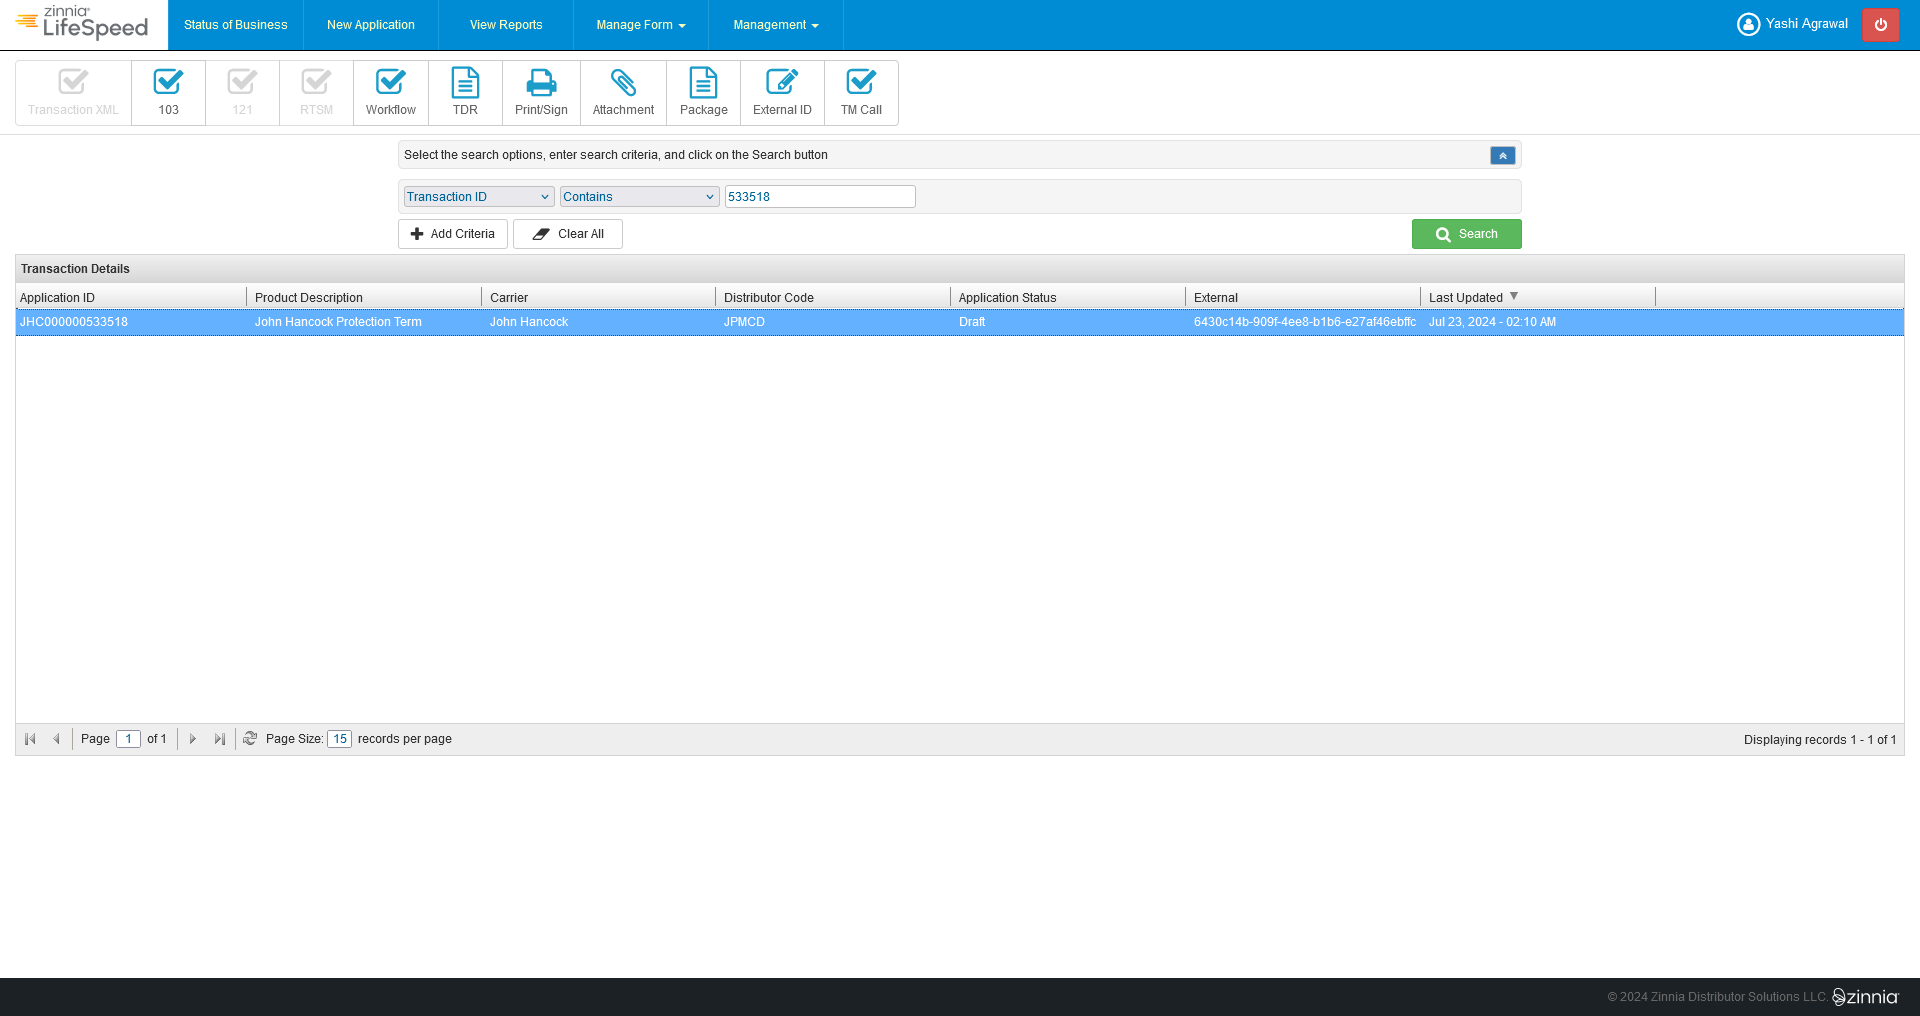 zinnia
LifeSpeed
Status of Business
New Application
View Reports
Manage Form
Management
Yashi Agrawal
Transaction XML
103
121
RTSM
Workflow
TDR
Print/Sign
Attachment
Package
External ID
TM Call
Select the search options, enter search criteria, and click on the Search button
Transaction ID
Contains
533518
Add Criteria
Clear All
Search
Transaction Details
Application ID Product Description Carrier Distributor Code Application Status External Last Updated
JHC000000533518 John Hancock Protection Term John Hancock JPMCD Draft 6430c14b-909f-4ee8-b1b6-e27af46ebffc Jul 23, 2024 - 02:10 AM
Page 1 of 1 Page Size: 15 records per page Displaying records 1 - 1 of 1
© 2024 Zinnia Distributor Solutions LLC. zinnia